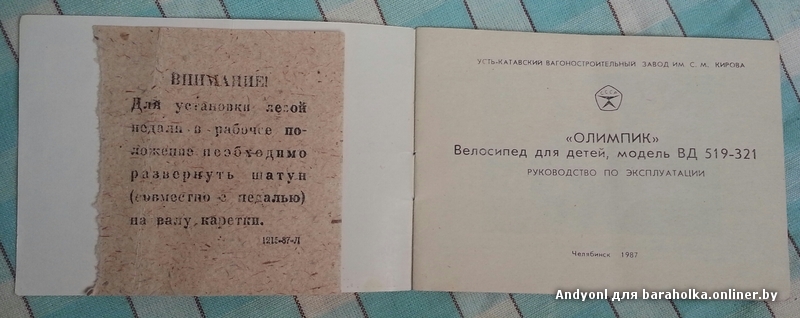 ВНИМАНИЕ!
Для установки левой
педали в рабочее по-
ложение необходимо
развернуть шатун
(совместно с педалью)
на валу каретки.
1215-87-Л
УСТЬ-КАТАВСКИЙ ВАГОНОСТРОИТЕЛЬНЫЙ ЗАВОД ИМ. С. М. КИРОВА
СССР
«ОЛИМПИК»
Велосипед для детей, модель ВД 519-321
РУКОВОДСТВО ПО ЭКСПЛУАТАЦИИ
Челябинск 1987
Andyonl для baraholka.onliner.by